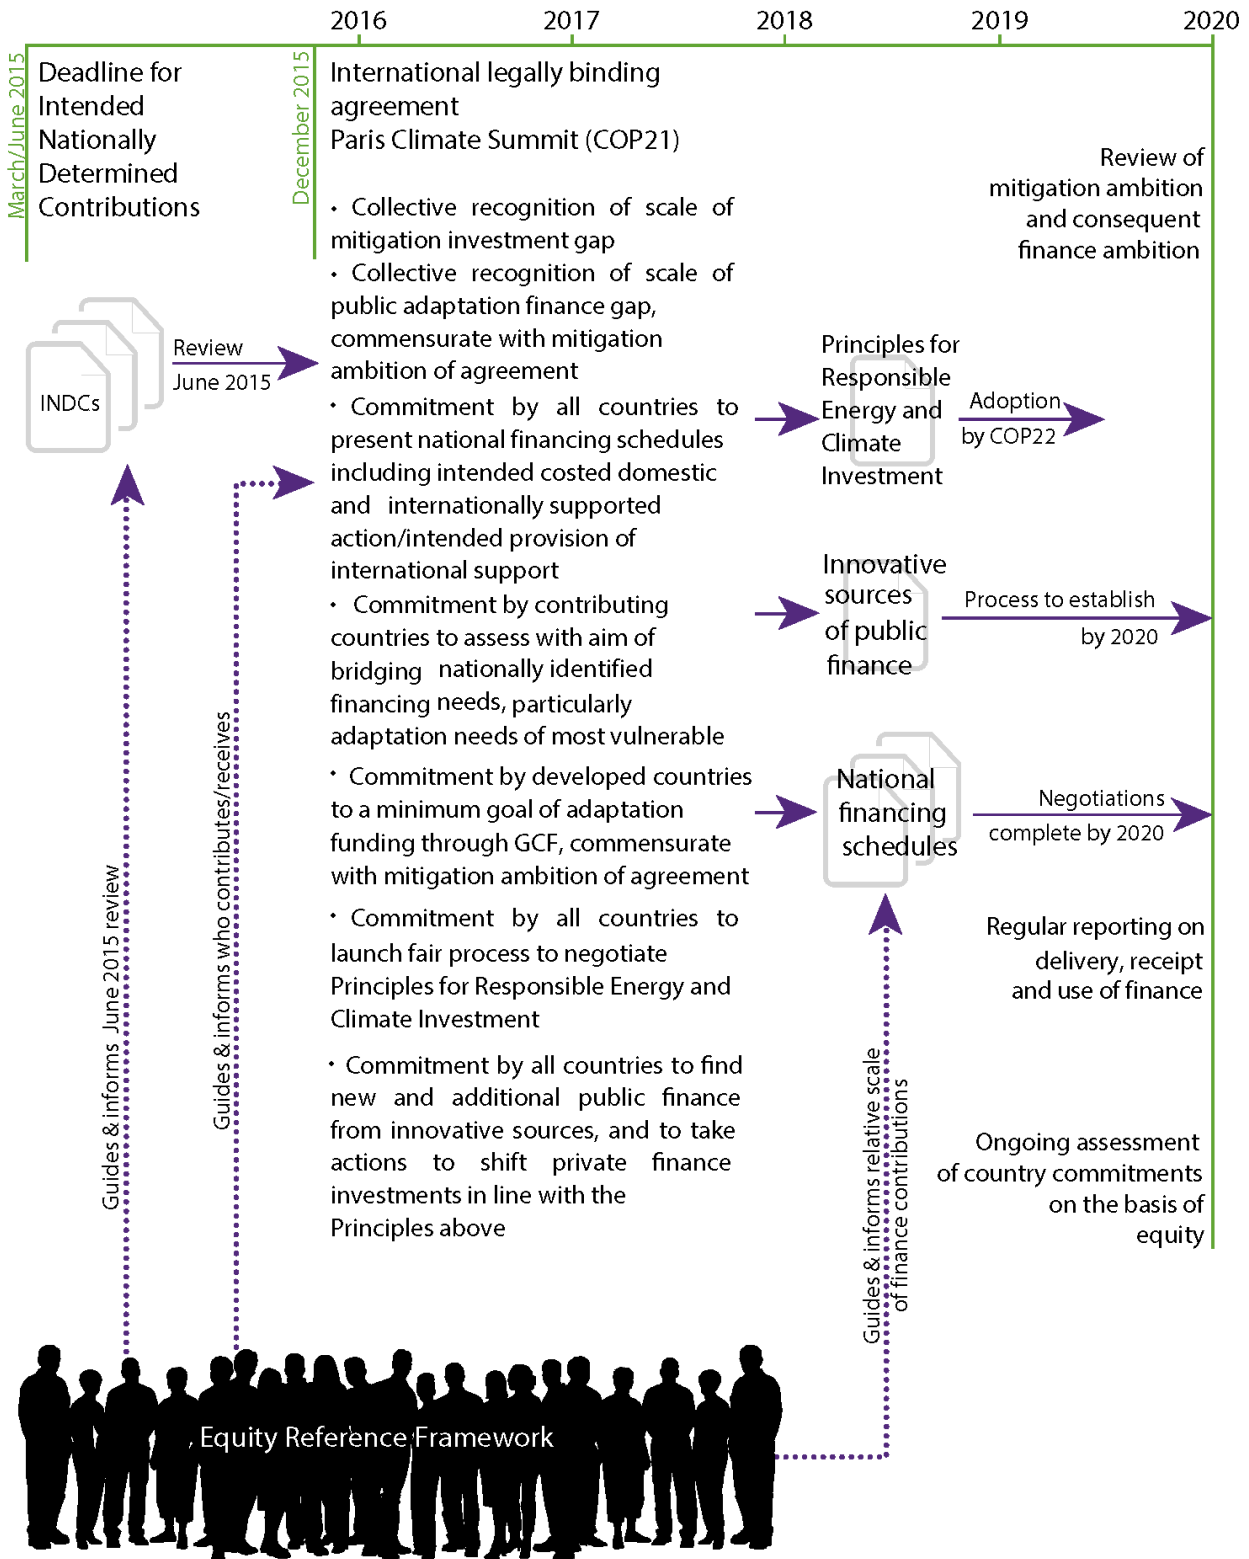 2016
2017
2018
2019
2020
March/June 2015
Deadline for
Intended
Nationally
Determined
Contributions
December 2015
International legally binding
agreement
Paris Climate Summit (COP21)
• Collective recognition of scale of
mitigation investment gap
• Collective recognition of scale of
public adaptation finance gap,
commensurate with mitigation
ambition of agreement
• Commitment by all countries to
present national financing schedules
including intended costed domestic
and internationally supported
action/intended provision of
international support
• Commitment by contributing
countries to assess with aim of
bridging nationally identified
financing needs, particularly
adaptation needs of most vulnerable
• Commitment by developed countries
to a minimum goal of adaptation
funding through GCF, commensurate
with mitigation ambition of agreement
• Commitment by all countries to
launch fair process to negotiate
Principles for Responsible Energy and
Climate Investment
• Commitment by all countries to find
new and additional public finance
from innovative sources, and to take
actions to shift private finance
investments in line with the
Principles above
INDCs
Review
June 2015
Guides & informs June 2015 review
Guides & informs who contributes/receives
Principles for
Responsible
Energy and
Climate
Investment
Adoption
by COP22
Innovative
sources
of public
finance
Process to establish
by 2020
National
financing
schedules
Negotiations
complete by 2020
Guides & informs relative scale
of finance contributions
Review of
mitigation ambition
and consequent
finance ambition
Regular reporting on
delivery, receipt
and use of finance
Ongoing assessment
of country commitments
on the basis of
equity
Equity Reference Framework